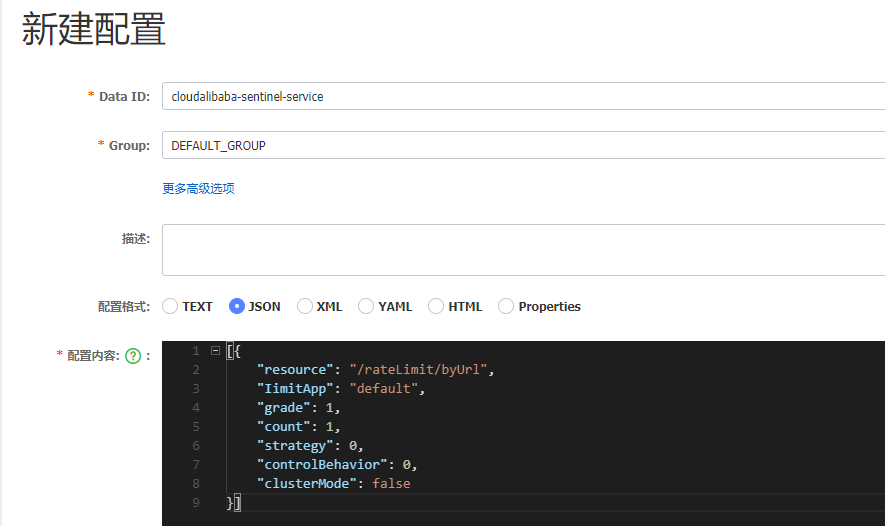 新建配置
* Data ID: cloudalibaba-sentinel-service
* Group: DEFAULT_GROUP
更多高级选项
描述:
配置格式: TEXT JSON XML YAML HTML Properties
* 配置内容: ? :
1 [{
2 "resource": "/rateLimit/byUrl",
3 "IimitApp": "default",
4 "grade": 1,
5 "count": 1,
6 "strategy": 0,
7 "controlBehavior": 0,
8 "clusterMode": false
9 }]